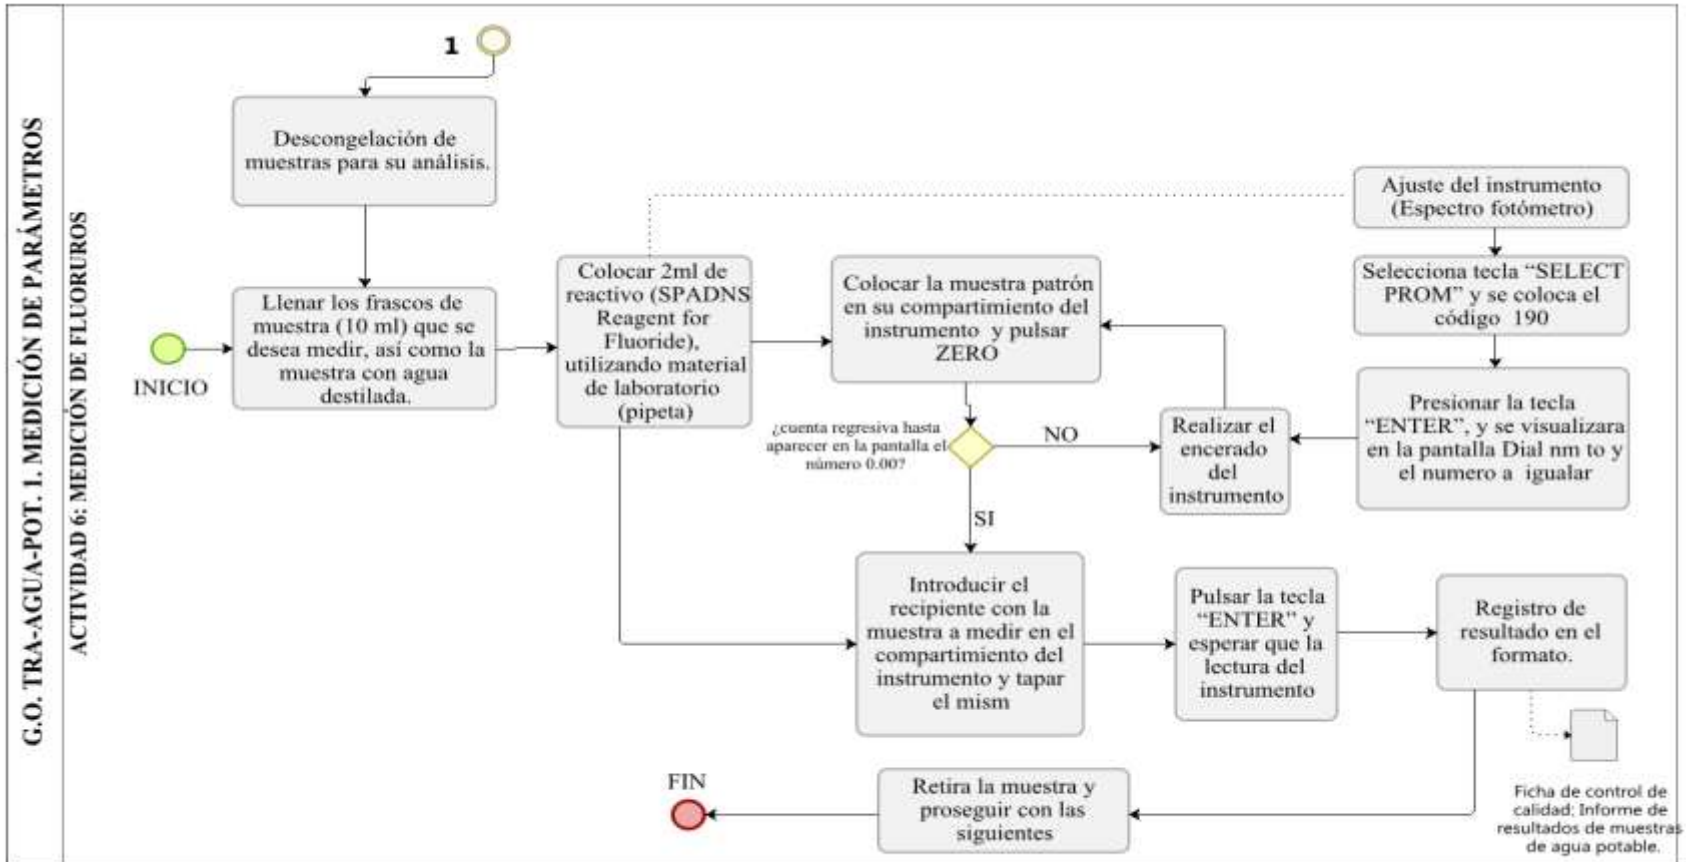 G.O. TRA-AGUA-POT. 1. MEDICIÓN DE PARÁMETROS
ACTIVIDAD 6: MEDICIÓN DE FLUORUROS
1
Descongelación de
muestras para su análisis.
INICIO
Llenar los frascos de
muestra (10 ml) que se
desea medir, así como la
muestra con agua
destilada.
Colocar 2ml de
reactivo (SPADNS
Reagent for
Fluoride),
utilizando material
de laboratorio
(pipeta)
Colocar la muestra patrón
en su compartimiento del
instrumento y pulsar
ZERO
Ajuste del instrumento
(Espectro fotómetro)
Selecciona tecla “SELECT
PROM” y se coloca el
código 190
Presionar la tecla
“ENTER”, y se visualizara
en la pantalla Dial nm to y
el numero a igualar
Realizar el
encerado
del
instrumento
¿cuenta regresiva hasta
aparecer en la pantalla el
número 0.00?
NO
SI
Introducir el
recipiente con la
muestra a medir en el
compartimiento del
instrumento y tapar
el mism
Pulsar la tecla
“ENTER” y
esperar que la
lectura del
instrumento
Registro de
resultado en el
formato.
Ficha de control de
calidad; Informe de
resultados de muestras
de agua potable.
Retira la muestra y
proseguir con las
siguientes
FIN